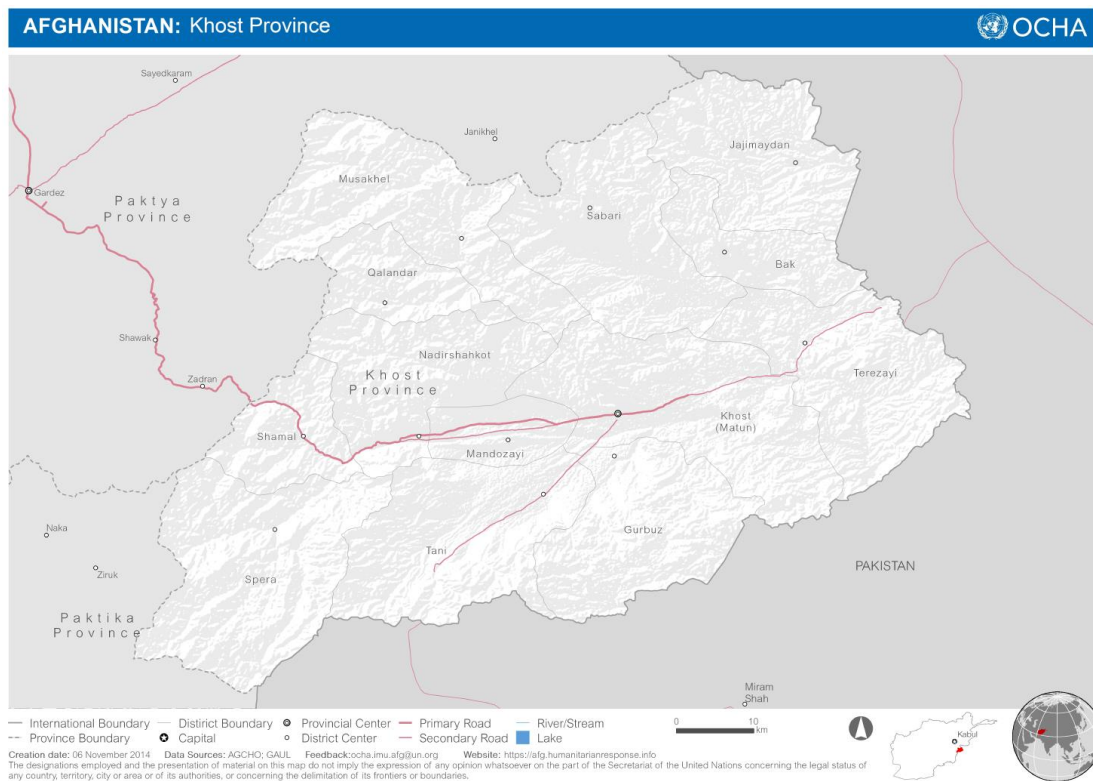 AFGHANISTAN: Khost Province
OCHA
Sayedkaram
Janikhel
Jajimaydan
Musakhel
Gardez
Paktya
Province
Sabari
Bak
Qalandar
Shawak
Nadirshankot
Khost
Province
Terezayi
Zadran
Khost
(Matun)
Shamal
Mandozayi
Naka
Gurbuz
Tani
Ziruk
Spera
PAKISTAN
Paktika
Province
Miram
Shah
International Boundary District Boundary Provincial Center Primary Road River/Stream
Province Boundary Capital District Center Secondary Road Lake
0 10
km
Kabul
Creation date: 06 November 2014 Data Sources: AGCHO; GAUL Feedback:ocha.imu.afg@un.org Website: https://afg.humanitarianresponse.info
The designations employed and the presentation of material on this map do not imply the expression of any opinion whatsoever on the part of the Secretariat of the United Nations concerning the legal status of
any country, territory, city or area or of its authorities, or concerning the delimitation of its frontiers or boundaries.